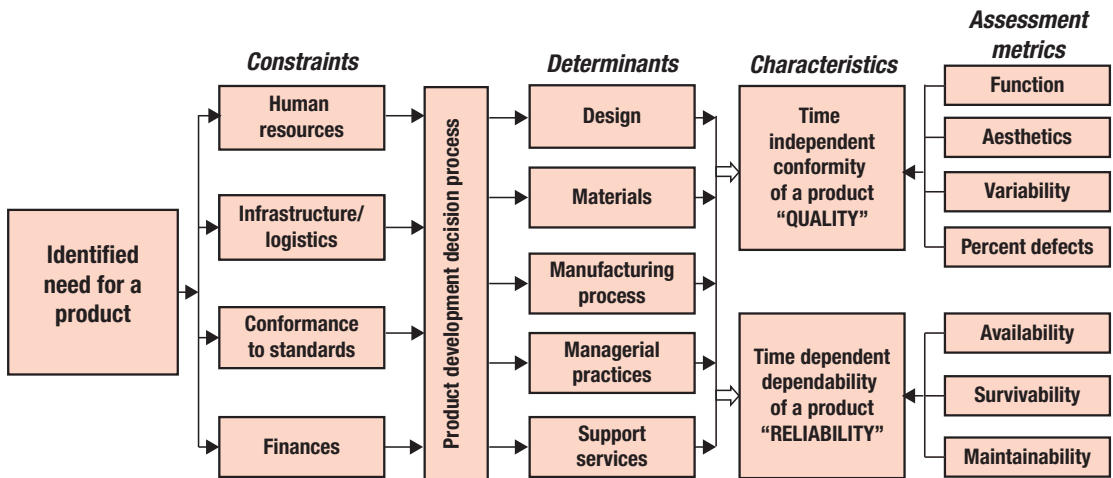 Assessment
metrics
Constraints
Determinants
Characteristics
Identified
need for a
product
Human
resources
Infrastructure/
logistics
Conformance
to standards
Finances
Product development decision process
Design
Materials
Manufacturing
process
Managerial
practices
Support
services
Time
independent
conformity
of a product
“QUALITY”
Time dependent
dependability
of a product
“RELIABILITY”
Function
Aesthetics
Variability
Percent defects
Availability
Survivability
Maintainability